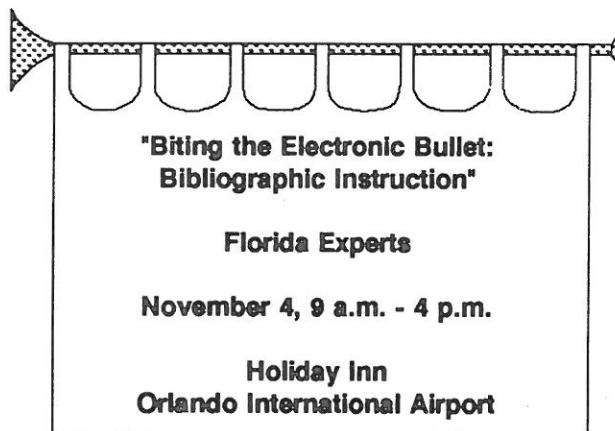 "Biting the Electronic Bullet:
Bibliographic Instruction"
Florida Experts
November 4, 9 a.m. - 4 p.m.
Holiday Inn
Orlando International Airport